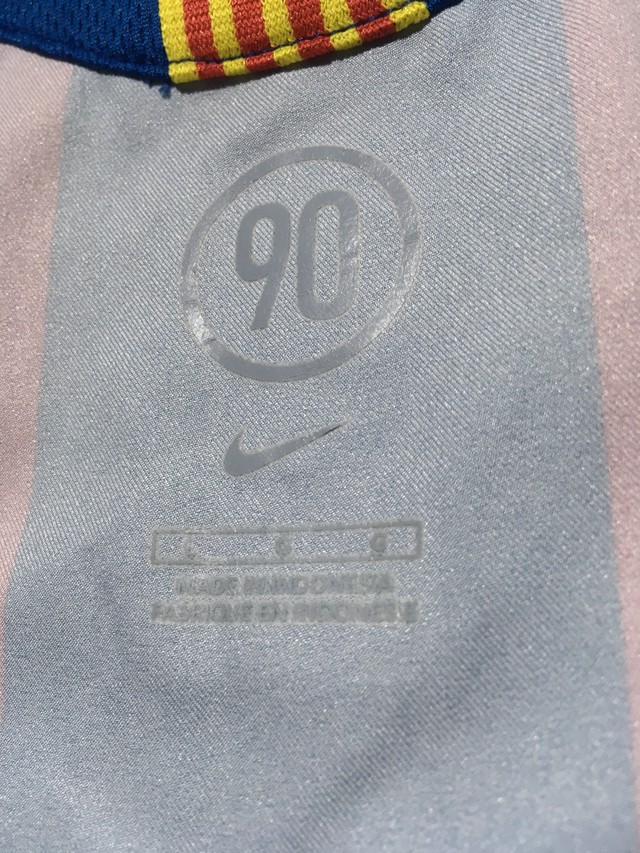 90
L G G
MADE IN INDONESIA
FABRIQUÉ EN INDONÉSIE